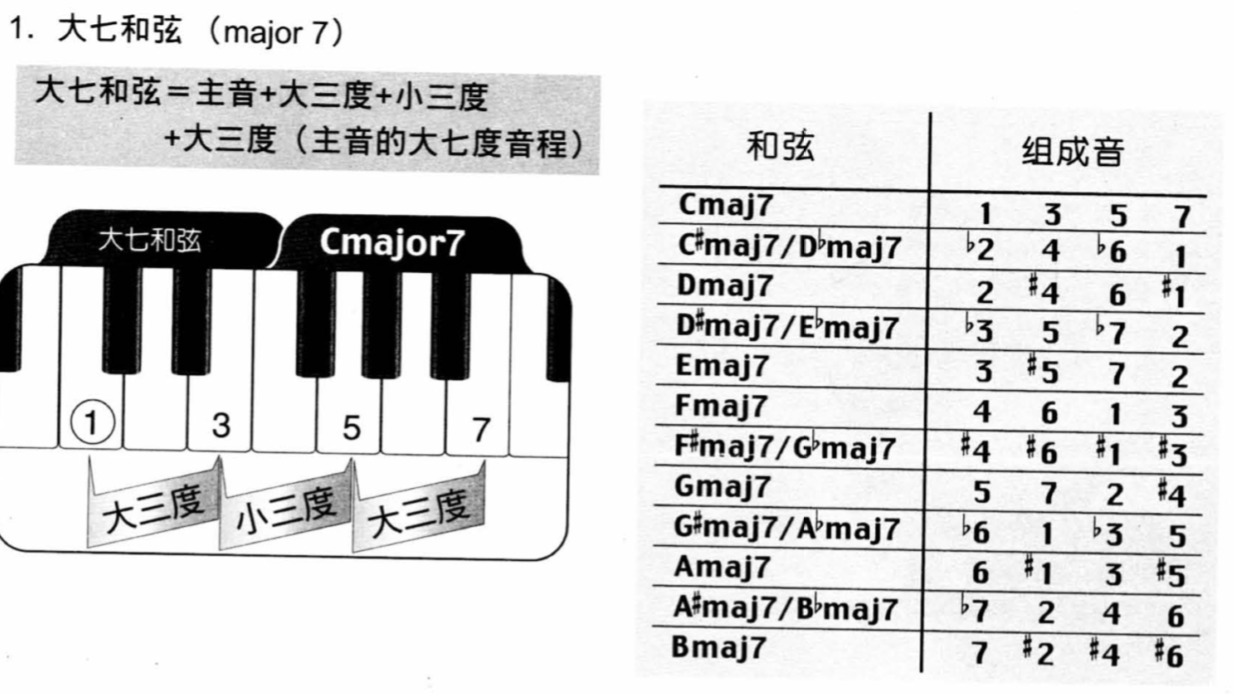 1. 大七和弦 （major 7）
大七和弦＝主音+大三度+小三度
+大三度（主音的大七度音程）
大七和弦 Cmajor7
① 3 5 7
大三度 小三度 大三度
和弦 组成音
Cmaj7 1 3 5 7
C♯maj7/D♭maj7 ♭2 4 ♭6 1
Dmaj7 2 ♯4 6 ♯1
D♯maj7/E♭maj7 ♭3 5 ♭7 2
Emaj7 3 ♯5 7 2
Fmaj7 4 6 1 3
F♯maj7/G♭maj7 ♯4 ♯6 ♯1 ♯3
Gmaj7 5 7 2 ♯4
G♯maj7/A♭maj7 ♭6 1 ♭3 5
Amaj7 6 ♯1 3 ♯5
A♯maj7/B♭maj7 ♭7 2 4 6
Bmaj7 7 ♯2 ♯4 ♯6